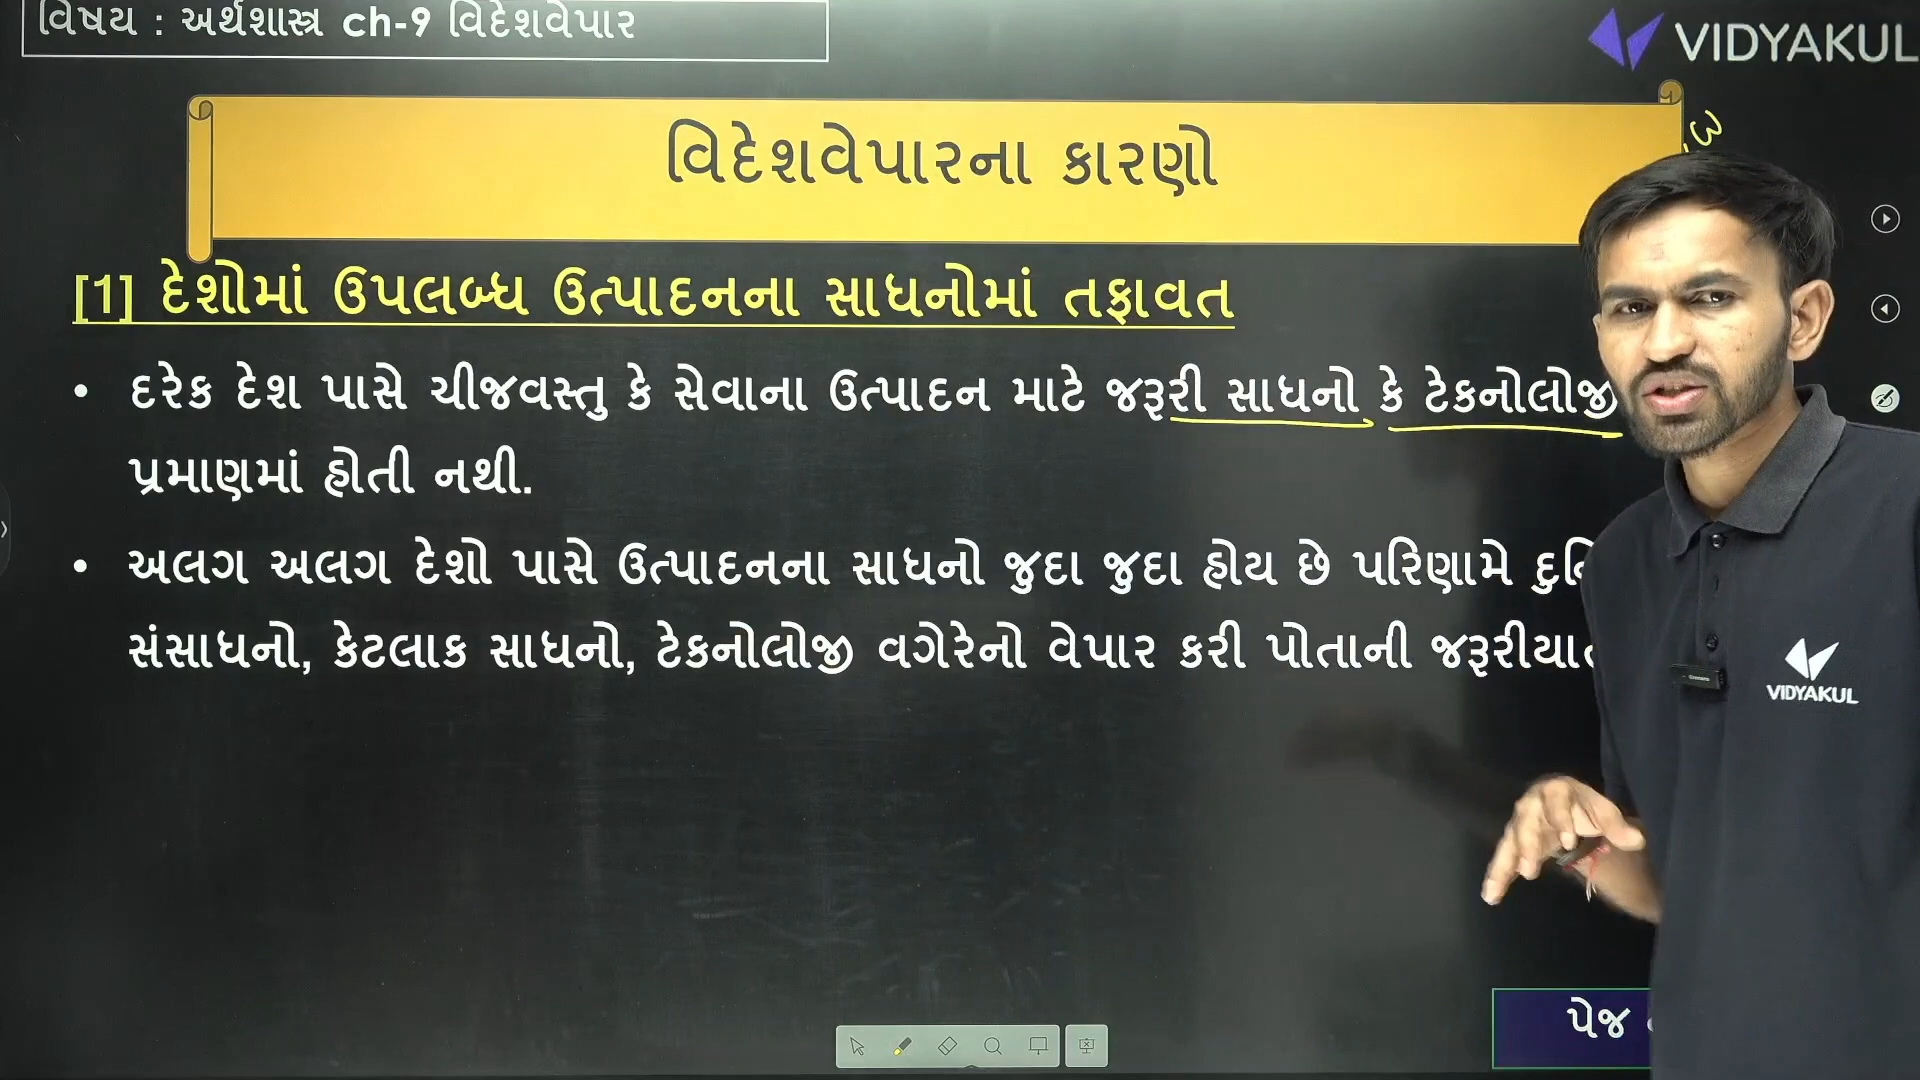 વિષય : અર્થશાસ્ત્ર ch-9 વિદેશવેપાર
VIDYAKUL
વિદેશવેપારના કારણો
[1] દેશોમાં ઉપલબ્ધ ઉત્પાદનના સાધનોમાં તફાવત
• દરેક દેશ પાસે ચીજવસ્તુ કે સેવાના ઉત્પાદન માટે જરૂરી સાધનો કે ટેકનોલોજી
પ્રમાણમાં હોતી નથી.
• અલગ અલગ દેશો પાસે ઉત્પાદનના સાધનો જુદા જુદા હોય છે પરિણામે
સંસાધનો, કેટલાક સાધનો, ટેકનોલોજી વગેરેનો વેપાર કરી પોતાની
VIDYAKUL
પેજ